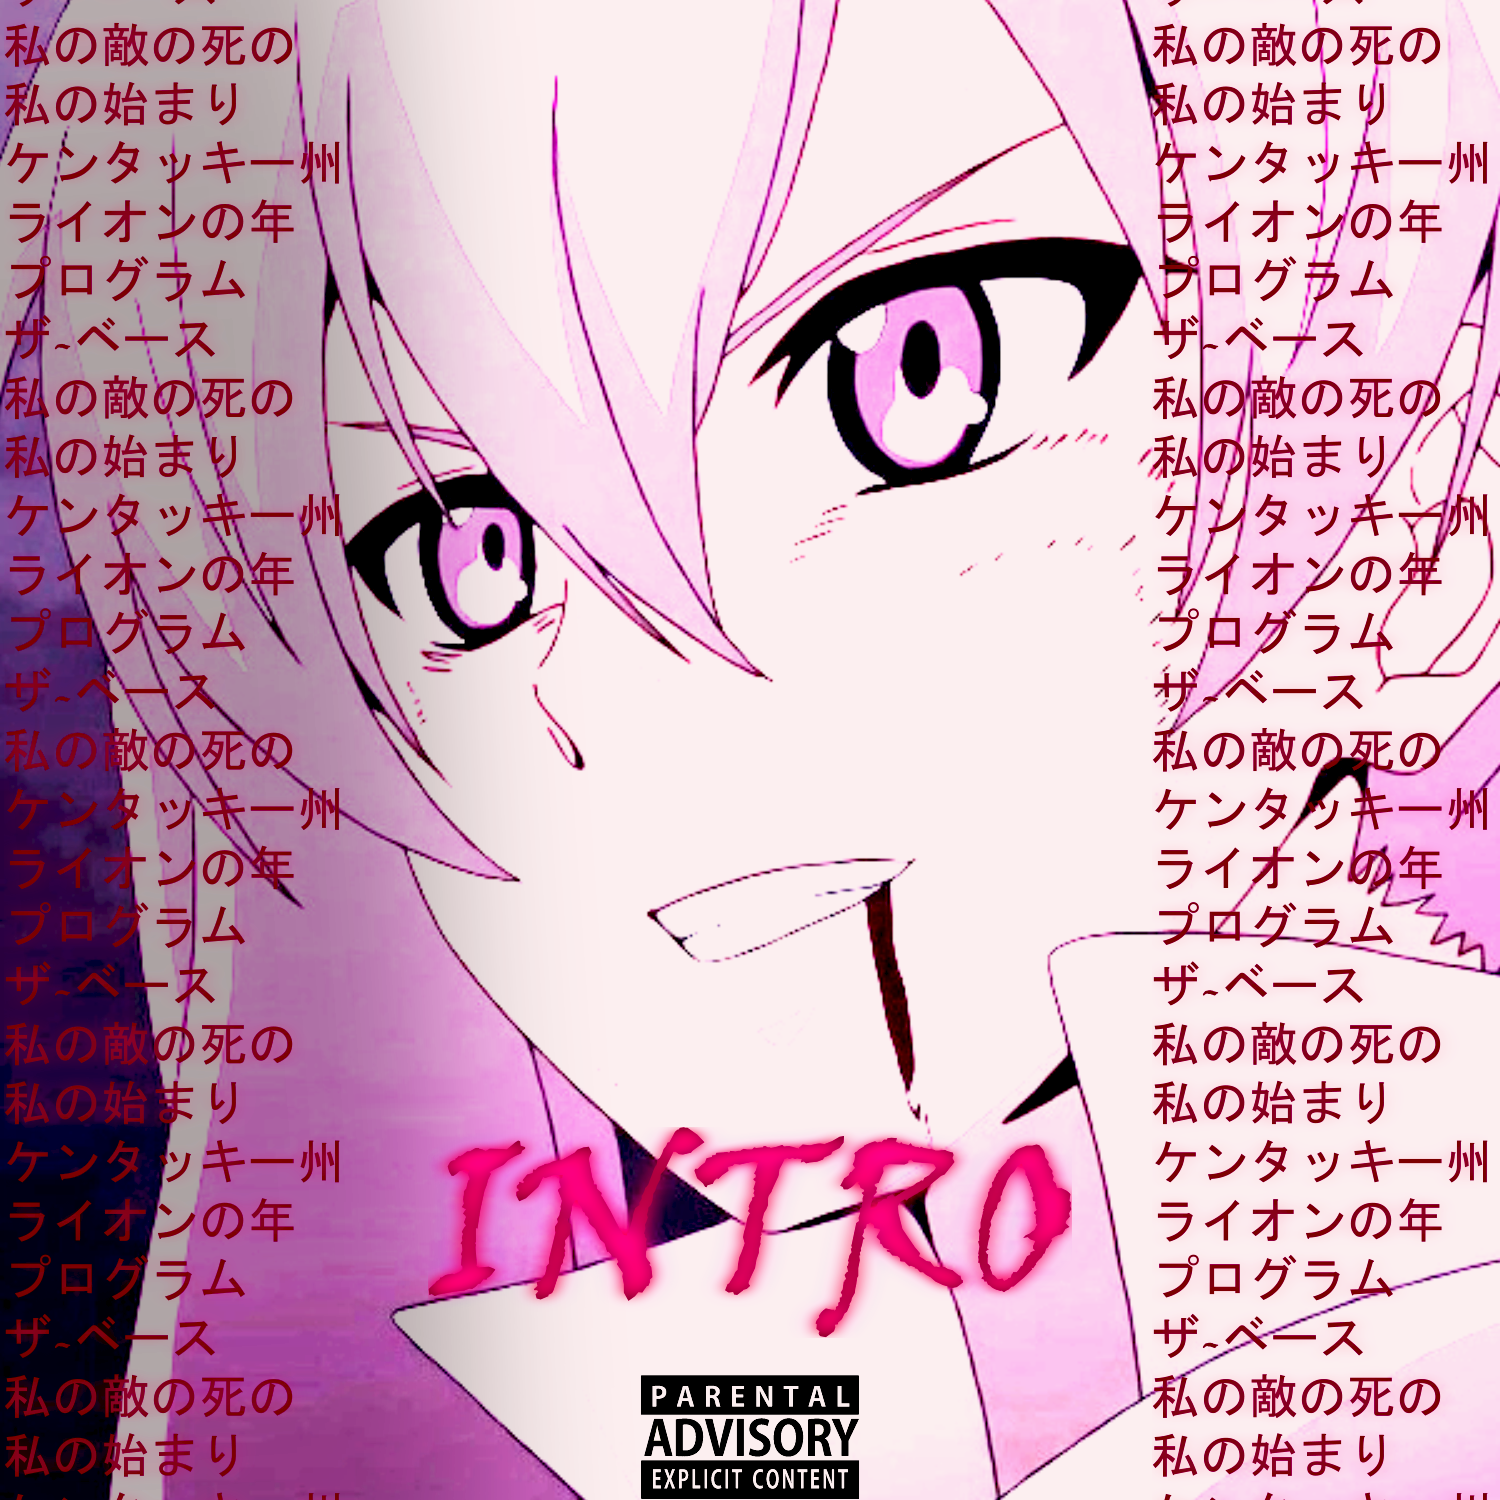 私の敵の死の
私の始まり
ケンタッキー州
ライオンの年
プログラム
ザ~ベース
私の敵の死の
私の始まり
ケンタッキー州
ライオンの年
プログラム
ザ~ベース
私の敵の死の
ケンタッキー州
ライオンの年
プログラム
ザ~ベース
私の敵の死の
私の始まり
ケンタッキー州
ライオンの年
プログラム
ザ~ベース
私の敵の死の
私の始まり
INTRO
PARENTAL
ADVISORY
EXPLICIT CONTENT
私の敵の死の
私の始まり
ケンタッキー州
ライオンの年
プログラム
ザ~ベース
私の敵の死の
私の始まり
ケンタッキー州
ライオンの年
プログラム
ザ~ベース
私の敵の死の
ケンタッキー州
ライオンの年
プログラム
ザ~ベース
私の敵の死の
私の始まり
ケンタッキー州
ライオンの年
プログラム
ザ~ベース
私の敵の死の
私の始まり